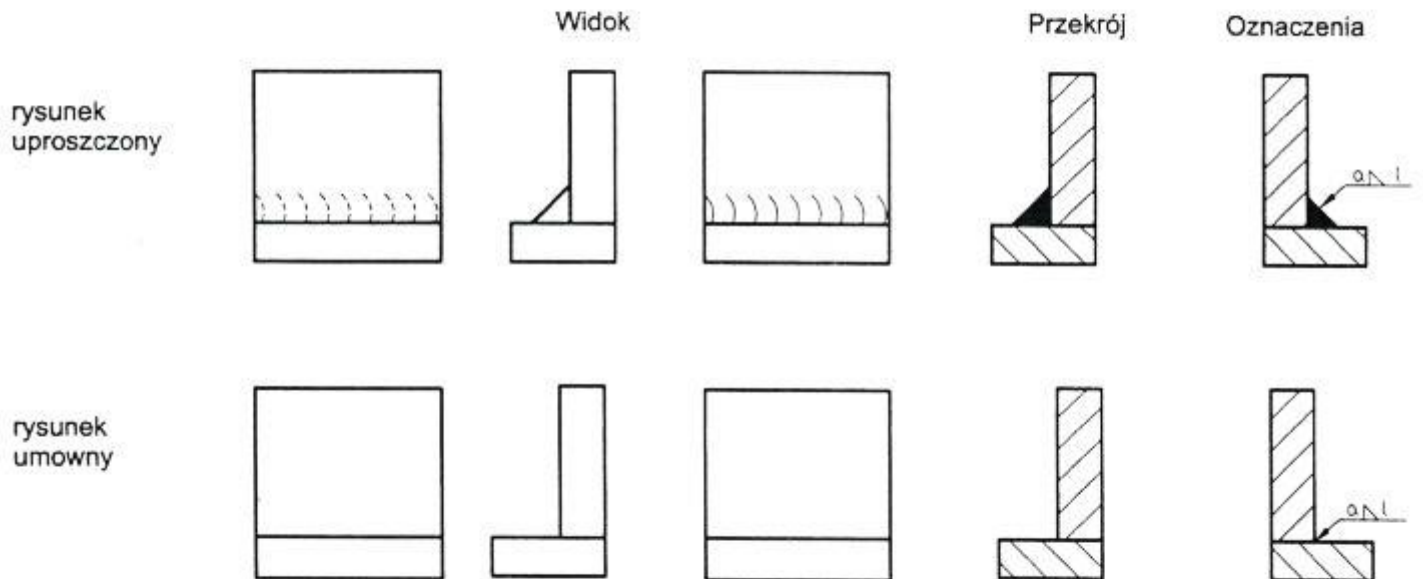 Widok
Przekrój
Oznaczenia
rysunek
uproszczony
a l
rysunek
umowny
a l